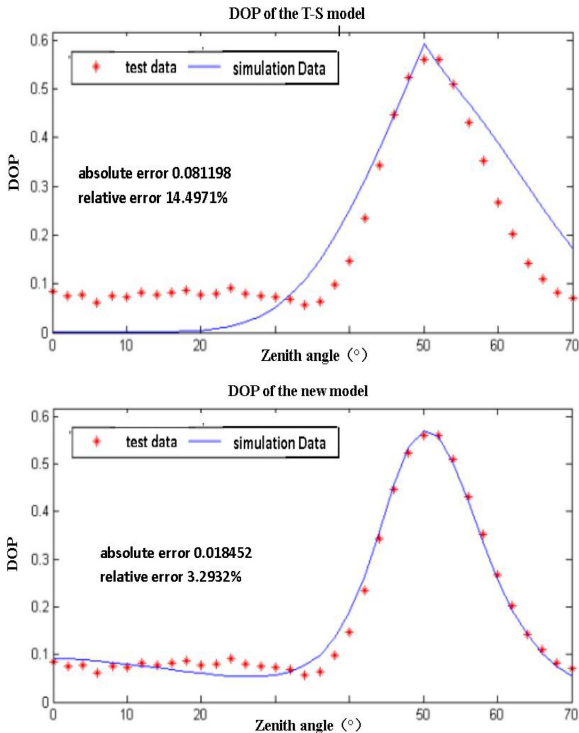 DOP of the T-S model
0.6
test data
simulation Data
0.5
0.4
absolute error 0.081198
relative error 14.4971%
0.3
DOP
0.2
0.1
0
0 10 20 40 50 60 70
Zenith angle（°）
DOP of the new model
0.6
test data
simulation Data
0.5
0.4
absolute error 0.018452
relative error 3.2932%
0.3
DOP
0.2
0.1
0
0 10 20 40 50 60 70
Zenith angle（°）